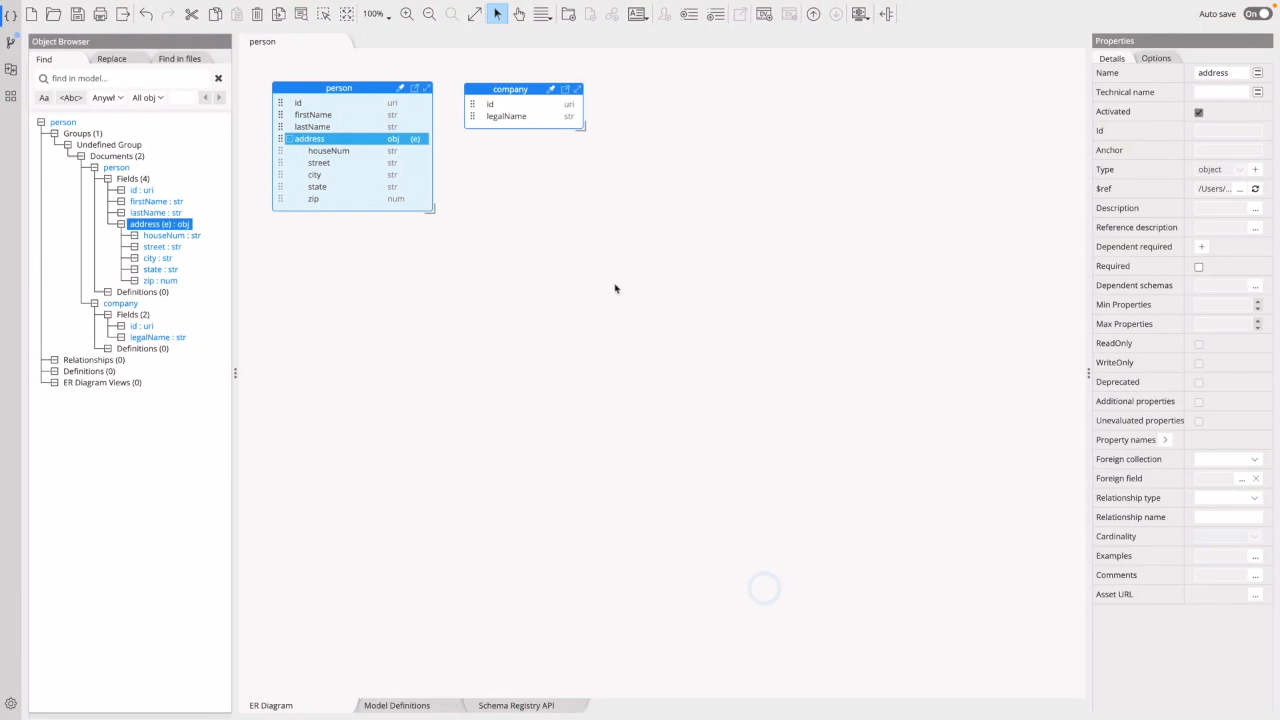 100%
Auto save
On
Object Browser
Find
Replace
Find in files
find in model...
Aa
<Abc>
Anywl
All obj
person
Groups (1)
Undefined Group
Documents (2)
person
Fields (4)
id : uri
firstName : str
lastName : str
address (e) : obj
houseNum : str
street : str
city : str
state : str
zip : num
Definitions (0)
company
Fields (2)
id : uri
legalName : str
Definitions (0)
Relationships (0)
Definitions (0)
ER Diagram Views (0)
person
person
id uri
firstName str
lastName str
address obj (e)
houseNum str
street str
city str
state str
zip num
company
id uri
legalName str
ER Diagram
Model Definitions
Schema Registry API
Properties
Details
Options
Name address
Technical name
Activated
Id
Anchor
Type object
$ref /Users/... ...
Description ...
Reference description ...
Dependent required +
Required
Dependent schemas ...
Min Properties
Max Properties
ReadOnly
WriteOnly
Deprecated
Additional properties
Unevaluated properties
Property names
Foreign collection
Foreign field ...
Relationship type
Relationship name
Cardinality
Examples ...
Comments ...
Asset URL ...